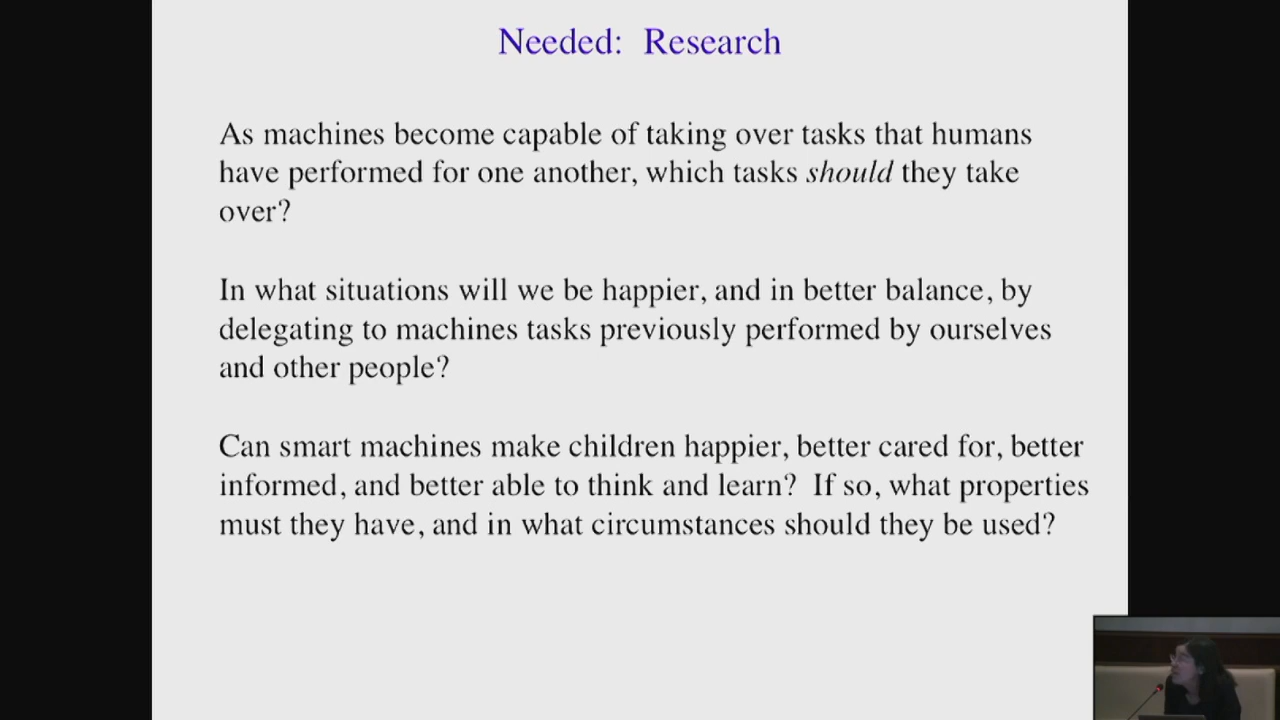 Needed: Research
As machines become capable of taking over tasks that humans
have performed for one another, which tasks should they take
over?
In what situations will we be happier, and in better balance, by
delegating to machines tasks previously performed by ourselves
and other people?
Can smart machines make children happier, better cared for, better
informed, and better able to think and learn? If so, what properties
must they have, and in what circumstances should they be used?